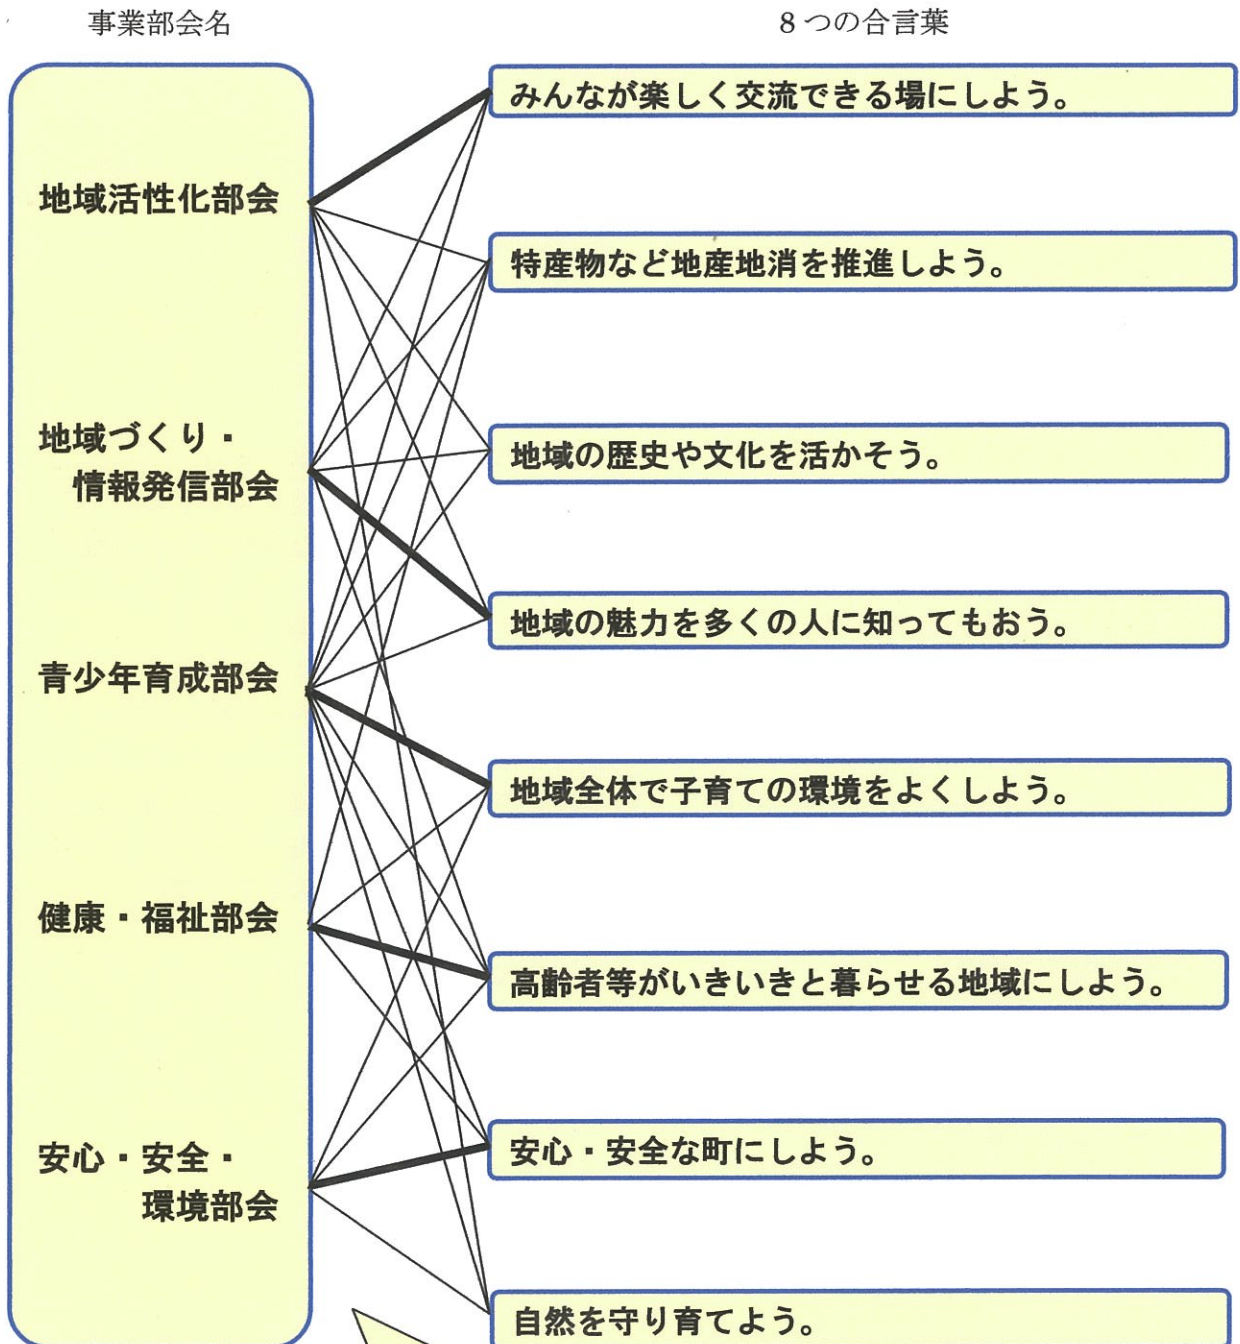 事業部会名
8つの合言葉
地域活性化部会
地域づくり・
情報発信部会
青少年育成部会
健康・福祉部会
安心・安全・
環境部会
みんなが楽しく交流できる場にしよう。
特産物など地産地消を推進しよう。
地域の歴史や文化を活かそう。
地域の魅力を多くの人に知ってもおう。
地域全体で子育ての環境をよくしよう。
高齢者等がいきいきと暮らせる地域にしよう。
安心・安全な町にしよう。
自然を守り育てよう。